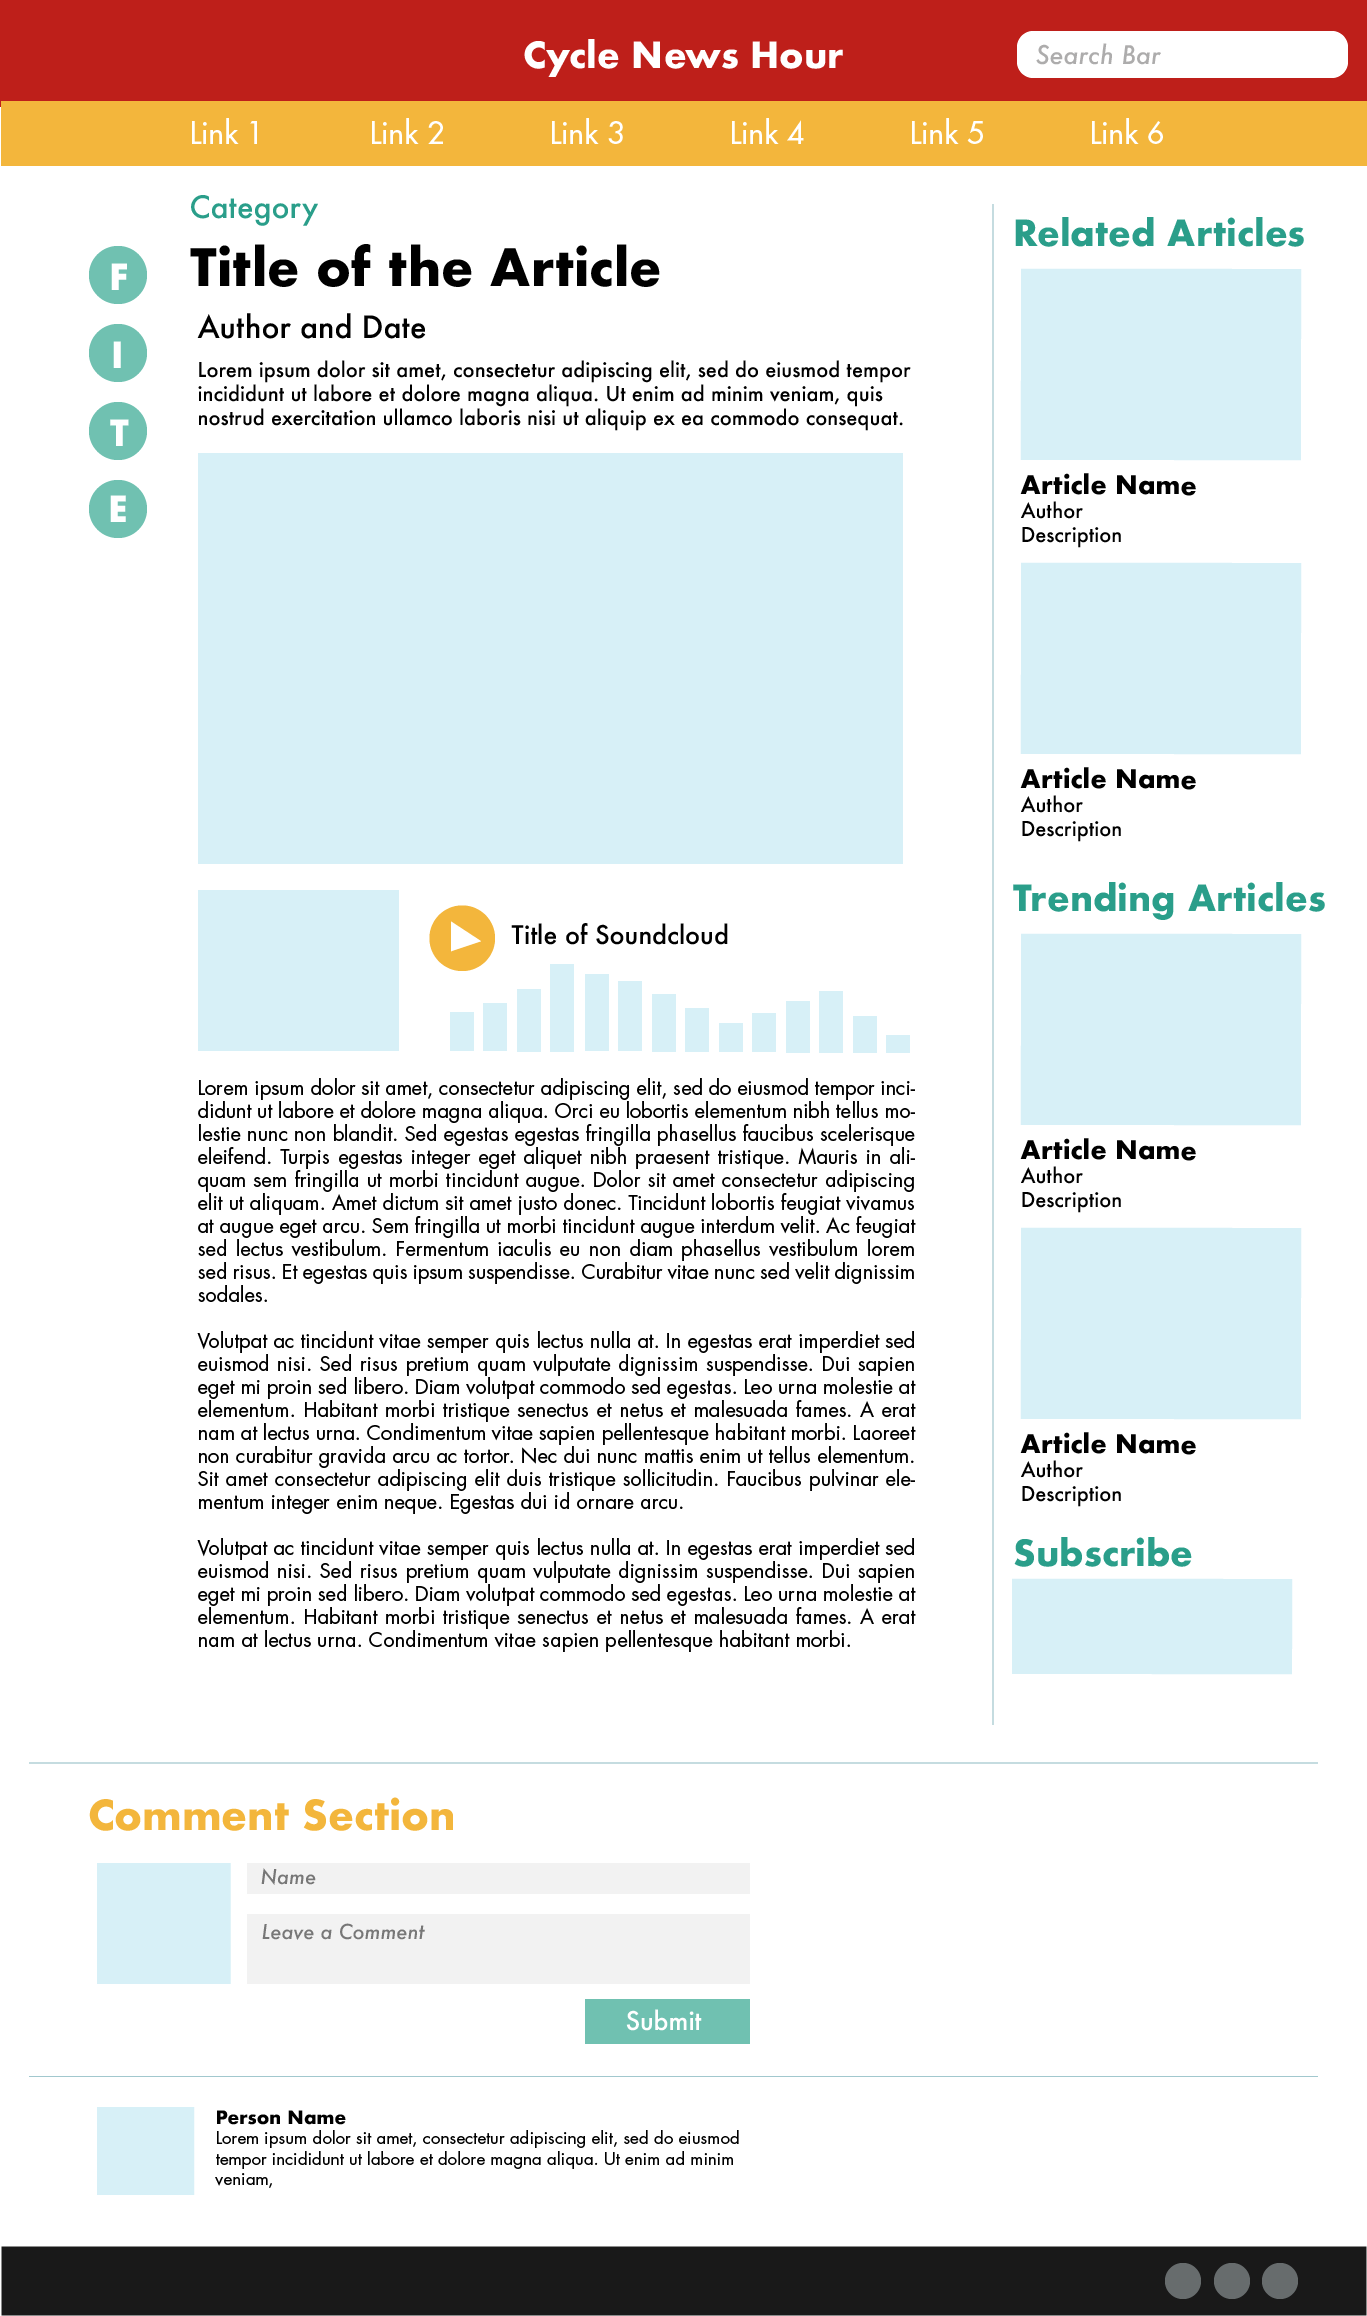 Cycle News Hour
Search Bar
Link 1
Link 2
Link 3
Link 4
Link 5
Link 6
F
I
T
E
Category
Title of the Article
Author and Date
Lorem ipsum dolor sit amet, consectetur adipiscing elit, sed do eiusmod tempor
incididunt ut labore et dolore magna aliqua. Ut enim ad minim veniam, quis
nostrud exercitation ullamco laboris nisi ut aliquip ex ea commodo consequat.
Title of Soundcloud
Lorem ipsum dolor sit amet, consectetur adipiscing elit, sed do eiusmod tempor inci-
didunt ut labore et dolore magna aliqua. Orci eu lobortis elementum nibh tellus mo-
lestie nunc non blandit. Sed egestas egestas fringilla phasellus faucibus scelerisque
eleifend. Turpis egestas integer eget aliquet nibh praesent tristique. Mauris in ali-
quam sem fringilla ut morbi tincidunt augue. Dolor sit amet consectetur adipiscing
elit ut aliquam. Amet dictum sit amet justo donec. Tincidunt lobortis feugiat vivamus
at augue eget arcu. Sem fringilla ut morbi tincidunt augue interdum velit. Ac feugiat
sed lectus vestibulum. Fermentum iaculis eu non diam phasellus vestibulum lorem
sed risus. Et egestas quis ipsum suspendisse. Curabitur vitae nunc sed velit dignissim
sodales.
Volutpat ac tincidunt vitae semper quis lectus nulla at. In egestas erat imperdiet sed
euismod nisi. Sed risus pretium quam vulputate dignissim suspendisse. Dui sapien
eget mi proin sed libero. Diam volutpat commodo sed egestas. Leo urna molestie at
elementum. Habitant morbi tristique senectus et netus et malesuada fames. A erat
nam at lectus urna. Condimentum vitae sapien pellentesque habitant morbi. Laoreet
non curabitur gravida arcu ac tortor. Nec dui nunc mattis enim ut tellus elementum.
Sit amet consectetur adipiscing elit duis tristique sollicitudin. Faucibus pulvinar ele-
mentum integer enim neque. Egestas dui id ornare arcu.
Volutpat ac tincidunt vitae semper quis lectus nulla at. In egestas erat imperdiet sed
euismod nisi. Sed risus pretium quam vulputate dignissim suspendisse. Dui sapien
eget mi proin sed libero. Diam volutpat commodo sed egestas. Leo urna molestie at
elementum. Habitant morbi tristique senectus et netus et malesuada fames. A erat
nam at lectus urna. Condimentum vitae sapien pellentesque habitant morbi.
Related Articles
Article Name
Author
Description
Article Name
Author
Description
Trending Articles
Article Name
Author
Description
Article Name
Author
Description
Subscribe
Comment Section
Name
Leave a Comment
Submit
Person Name
Lorem ipsum dolor sit amet, consectetur adipiscing elit, sed do eiusmod
tempor incididunt ut labore et dolore magna aliqua. Ut enim ad minim
veniam,